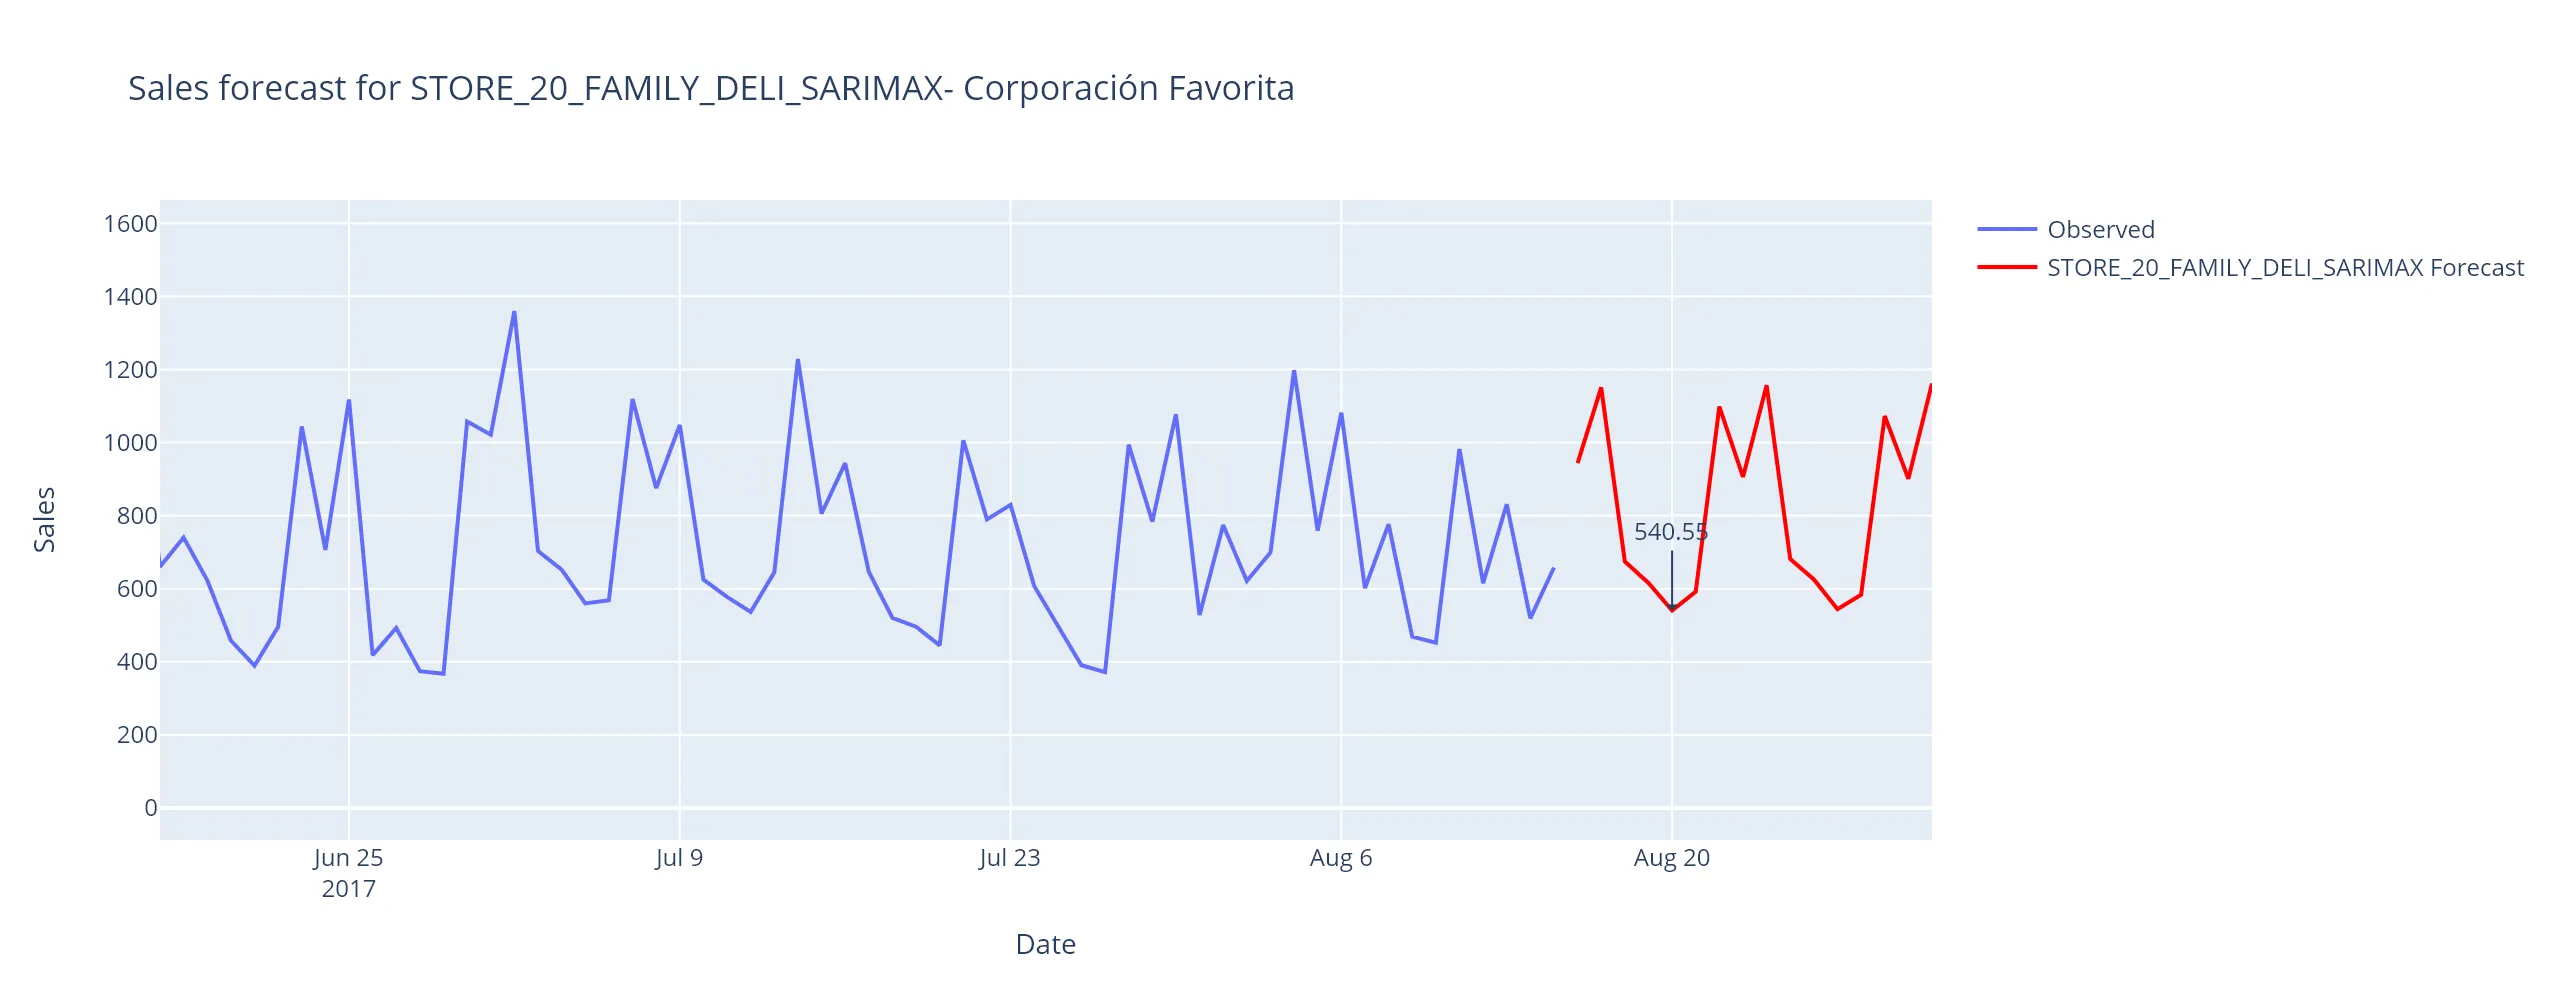 Sales forecast for STORE_20_FAMILY_DELI_SARIMAX- Corporación Favorita
Observed
STORE_20_FAMILY_DELI_SARIMAX Forecast
Sales
1600
1400
1200
1000
800
600
400
200
0
540.55
Jun 25
2017
Jul 9
Jul 23
Aug 6
Aug 20
Date